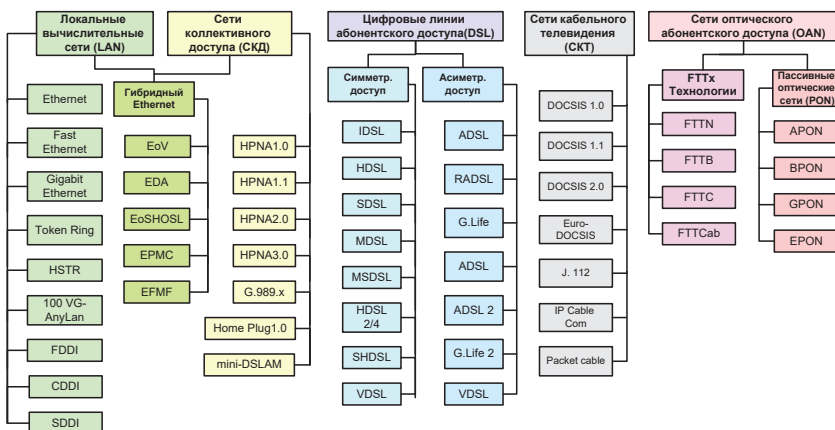 Локальные
вычислительные
сети (LAN)
Ethernet
Fast
Ethernet
Gigabit
Ethernet
Token Ring
HSTR
100 VG-
AnyLan
FDDI
CDDI
SDDI
Сети
коллективного
доступа (СКД)
Гибридный
Ethernet
EoV
EDA
EoSHOSL
EPMC
EFMF
HPNA1.0
HPNA1.1
HPNA2.0
HPNA3.0
G.989.x
Home Plug1.0
mini-DSLAM
Цифровые линии
абонентского доступа(DSL)
Симметр.
доступ
IDSL
HDSL
SDSL
MDSL
MSDSL
HDSL
2/4
SHDSL
VDSL
Асиметр.
доступ
ADSL
RADSL
G.Life
ADSL
ADSL 2
G.Life 2
VDSL
Сети кабельного
телевидения
(СКТ)
DOCSIS 1.0
DOCSIS 1.1
DOCSIS 2.0
Euro-
DOCSIS
J. 112
IP Cable
Com
Packet cable
Сети оптического
абонентского доступа (OAN)
FTTx
Технологии
FTTN
FTTB
FTTC
FTTCab
Пассивные
оптические
сети (PON)
APON
BPON
GPON
EPON